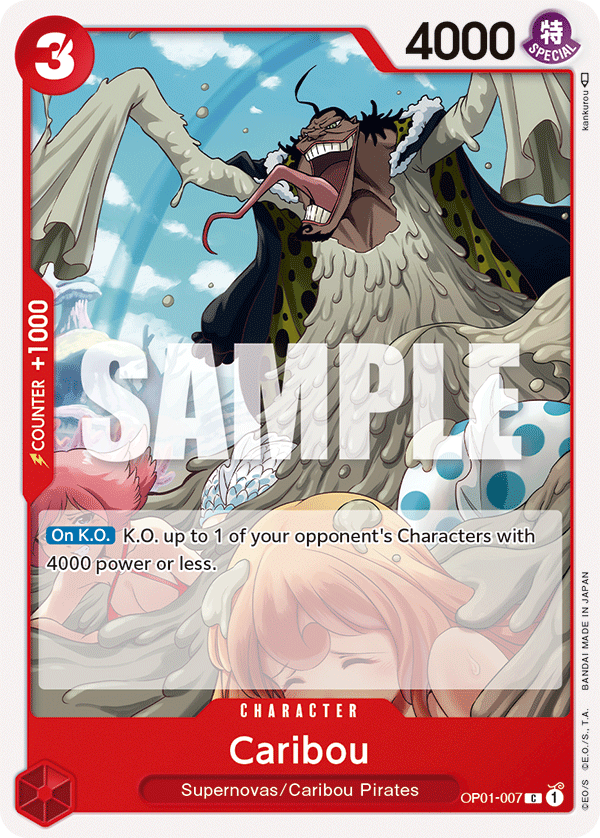 3
4000
特
SPECIAL
kankurou
COUNTER +1000
SAMPLE
On K.O. K.O. up to 1 of your opponent's Characters with
4000 power or less.
CHARACTER
Caribou
Supernovas/Caribou Pirates
OP01-007 C 1
©EO/S ©E.O./S., T.A. BANDAI MADE IN JAPAN